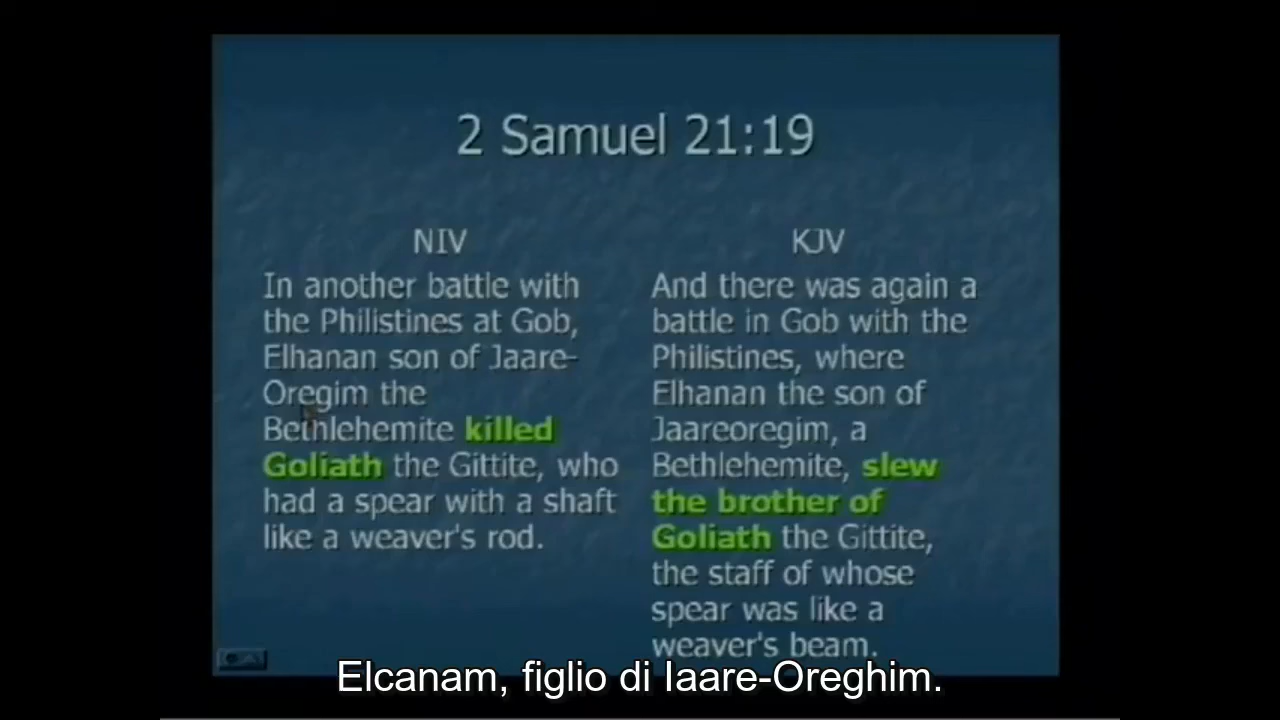 2 Samuel 21:19
NIV
In another battle with
the Philistines at Gob,
Elhanan son of Jaare-
Oregim the
Bethlehemite killed
Goliath the Gittite, who
had a spear with a shaft
like a weaver's rod.
KJV
And there was again a
battle in Gob with the
Philistines, where
Elhanan the son of
Jaareoregim, a
Bethlehemite, slew
the brother of
Goliath the Gittite,
the staff of whose
spear was like a
weaver's beam.
Elcanam, figlio di Iaare-Oreghim.